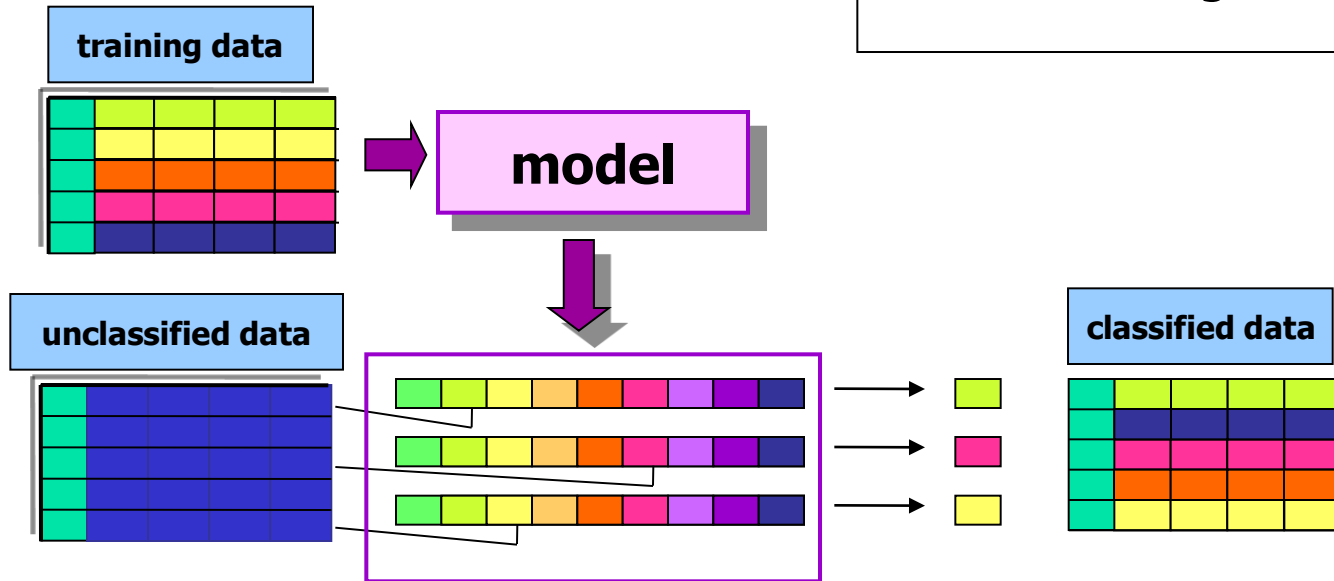 training data
model
unclassified data
classified data